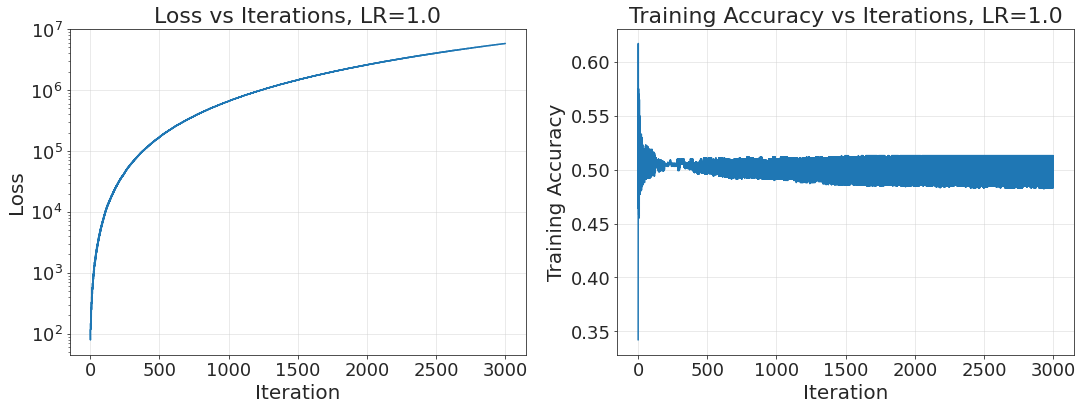 Loss vs Iterations, LR=1.0
10^7
10^6
10^5
10^4
10^3
10^2
Loss
0 500 1000 1500 2000 2500 3000
Iteration
Training Accuracy vs Iterations, LR=1.0
0.60
0.55
0.50
0.45
0.40
0.35
Training Accuracy
0 500 1000 1500 2000 2500 3000
Iteration